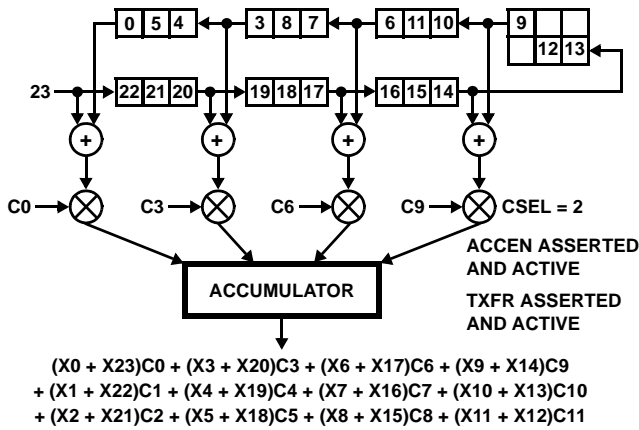 0 5 4 3 8 7 6 11 10 9
12 13
23 22 21 20 19 18 17 16 15 14
+ + + +
C0 C3 C6 C9 CSEL = 2
ACCEN ASSERTED
AND ACTIVE
ACCUMULATOR
TXFR ASSERTED
AND ACTIVE
(X0 + X23)C0 + (X3 + X20)C3 + (X6 + X17)C6 + (X9 + X14)C9
+ (X1 + X22)C1 + (X4 + X19)C4 + (X7 + X16)C7 + (X10 + X13)C10
+ (X2 + X21)C2 + (X5 + X18)C5 + (X8 + X15)C8 + (X11 + X12)C11